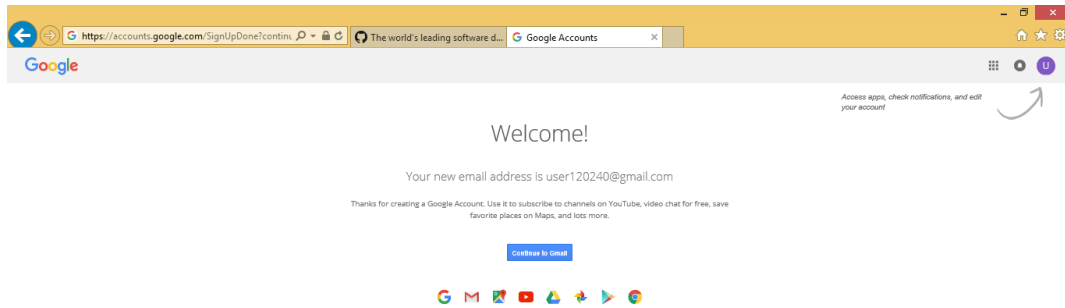 https://accounts.google.com/SignUpDone?contin
The world's leading software d...
Google Accounts
Google
U
Access apps, check notifications, and edit
your account
Welcome!
Your new email address is user120240@gmail.com
Thanks for creating a Google Account. Use it to subscribe to channels on YouTube, video chat for free, save
favorite places on Maps, and lots more.
Continue to Gmail